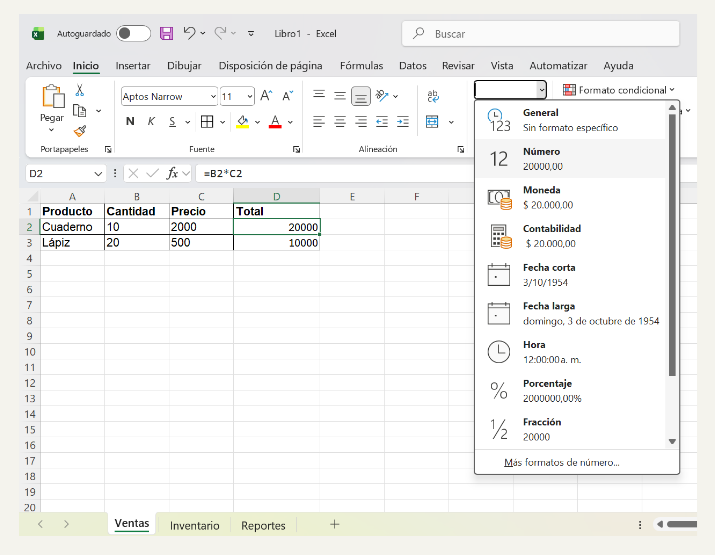 Autoguardado Libro1 - Excel Buscar
Archivo Inicio Insertar Dibujar Disposición de página Fórmulas Datos Revisar Vista Automatizar Ayuda
Pegar
Portapapeles
Aptos Narrow 11 A A
N K S A
Fuente
ab
Alineación
Formato condicional
General
123 Sin formato específico
Número
12 20000,00
Moneda
$ 20.000,00
Contabilidad
$ 20.000,00
Fecha corta
3/10/1954
Fecha larga
domingo, 3 de octubre de 1954
Hora
12:00:00 a. m.
Porcentaje
% 2000000,00%
Fracción
1/2 20000
Más formatos de número...
D2 fx =B2*C2
A B C D E F
1 Producto Cantidad Precio Total
2 Cuaderno 10 2000 20000
3 Lápiz 20 500 10000
4
5
6
7
8
9
10
11
12
13
14
15
16
17
18
19
20
Ventas Inventario Reportes